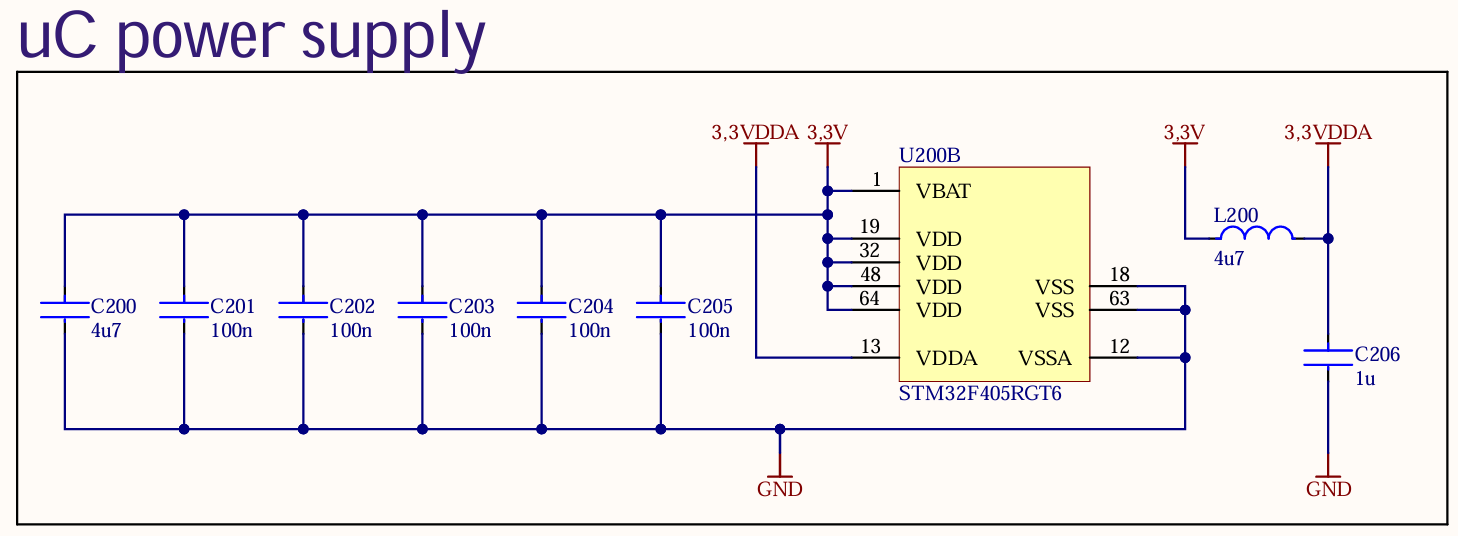 uC power supply
3,3VDDA 3,3V
3,3V
3,3VDDA
U200B
1 VBAT
19 VDD
32 VDD
48 VDD
64 VDD
13 VDDA
VSS 18
VSS 63
VSSA 12
STM32F405RGT6
L200
4u7
C200
4u7
C201
100n
C202
100n
C203
100n
C204
100n
C205
100n
C206
1u
GND
GND